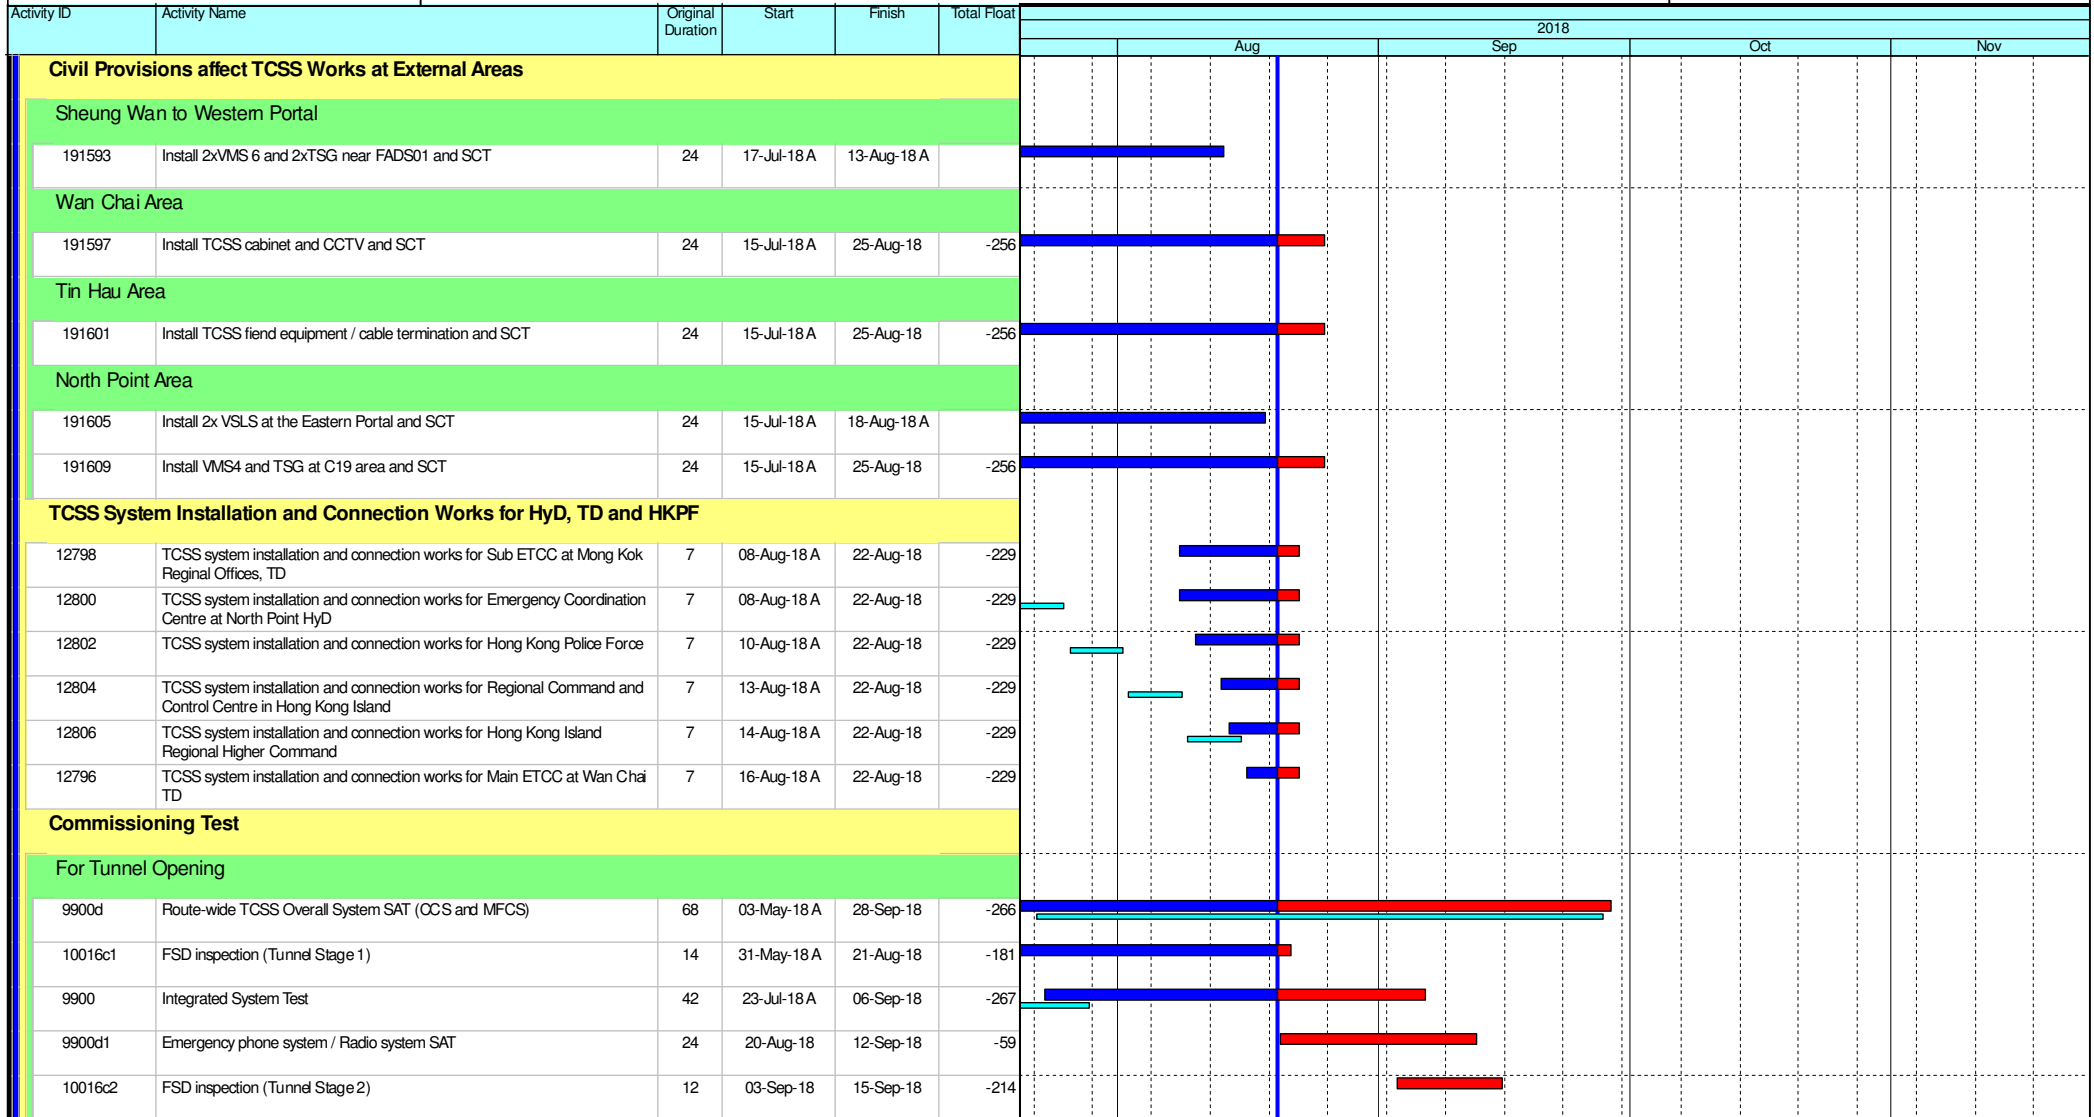 Activity ID Activity Name Original Start Finish Total Float
Duration
2018
Aug Sep Oct Nov
Civil Provisions affect TCSS Works at External Areas
Sheung Wan to Western Portal
191593 Install 2xVMS 6 and 2xTSG near FADS01 and SCT 24 17-Jul-18 A 13-Aug-18 A
Wan Chai Area
191597 Install TCSS cabinet and CCTV and SCT 24 15-Jul-18 A 25-Aug-18 -256
Tin Hau Area
191601 Install TCSS fiend equipment / cable termination and SCT 24 15-Jul-18 A 25-Aug-18 -256
North Point Area
191605 Install 2x VSLS at the Eastern Portal and SCT 24 15-Jul-18 A 18-Aug-18 A
191609 Install VMS4 and TSG at C19 area and SCT 24 15-Jul-18 A 25-Aug-18 -256
TCSS System Installation and Connection Works for HyD, TD and HKPF
12798 TCSS system installation and connection works for Sub ETCC at Mong Kok 7 08-Aug-18 A 22-Aug-18 -229
Reginal Offices, TD
12800 TCSS system installation and connection works for Emergency Coordination 7 08-Aug-18 A 22-Aug-18 -229
Centre at North Point HyD
12802 TCSS system installation and connection works for Hong Kong Police Force 7 10-Aug-18 A 22-Aug-18 -229
12804 TCSS system installation and connection works for Regional Command and 7 13-Aug-18 A 22-Aug-18 -229
Control Centre in Hong Kong Island
12806 TCSS system installation and connection works for Hong Kong Island 7 14-Aug-18 A 22-Aug-18 -229
Regional Higher Command
12796 TCSS system installation and connection works for Main ETCC at Wan Chai 7 16-Aug-18 A 22-Aug-18 -229
TD
Commissioning Test
For Tunnel Opening
9900d Route-wide TCSS Overall System SAT (CCS and MFCS) 68 03-May-18 A 28-Sep-18 -266
10016c1 FSD inspection (Tunnel Stage 1) 14 31-May-18 A 21-Aug-18 -181
9900 Integrated System Test 42 23-Jul-18 A 06-Sep-18 -267
9900d1 Emergency phone system / Radio system SAT 24 20-Aug-18 12-Sep-18 -59
10016c2 FSD inspection (Tunnel Stage 2) 12 03-Sep-18 15-Sep-18 -214